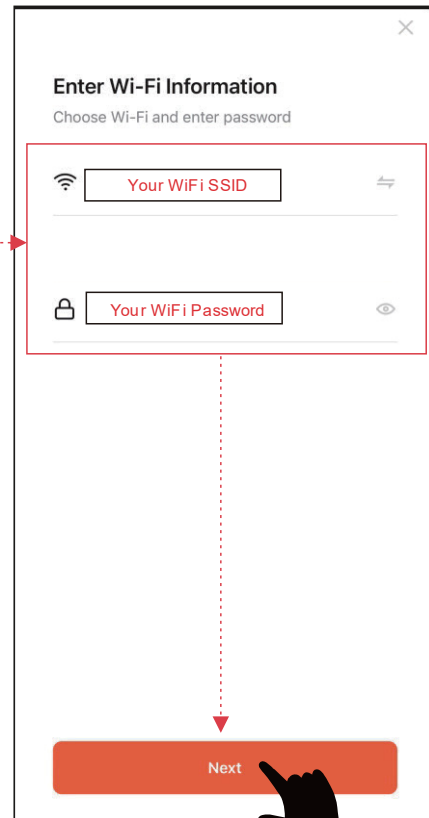 Enter Wi-Fi Information
Choose Wi-Fi and enter password
Your WiFi SSID
Your WiFi Password
Next